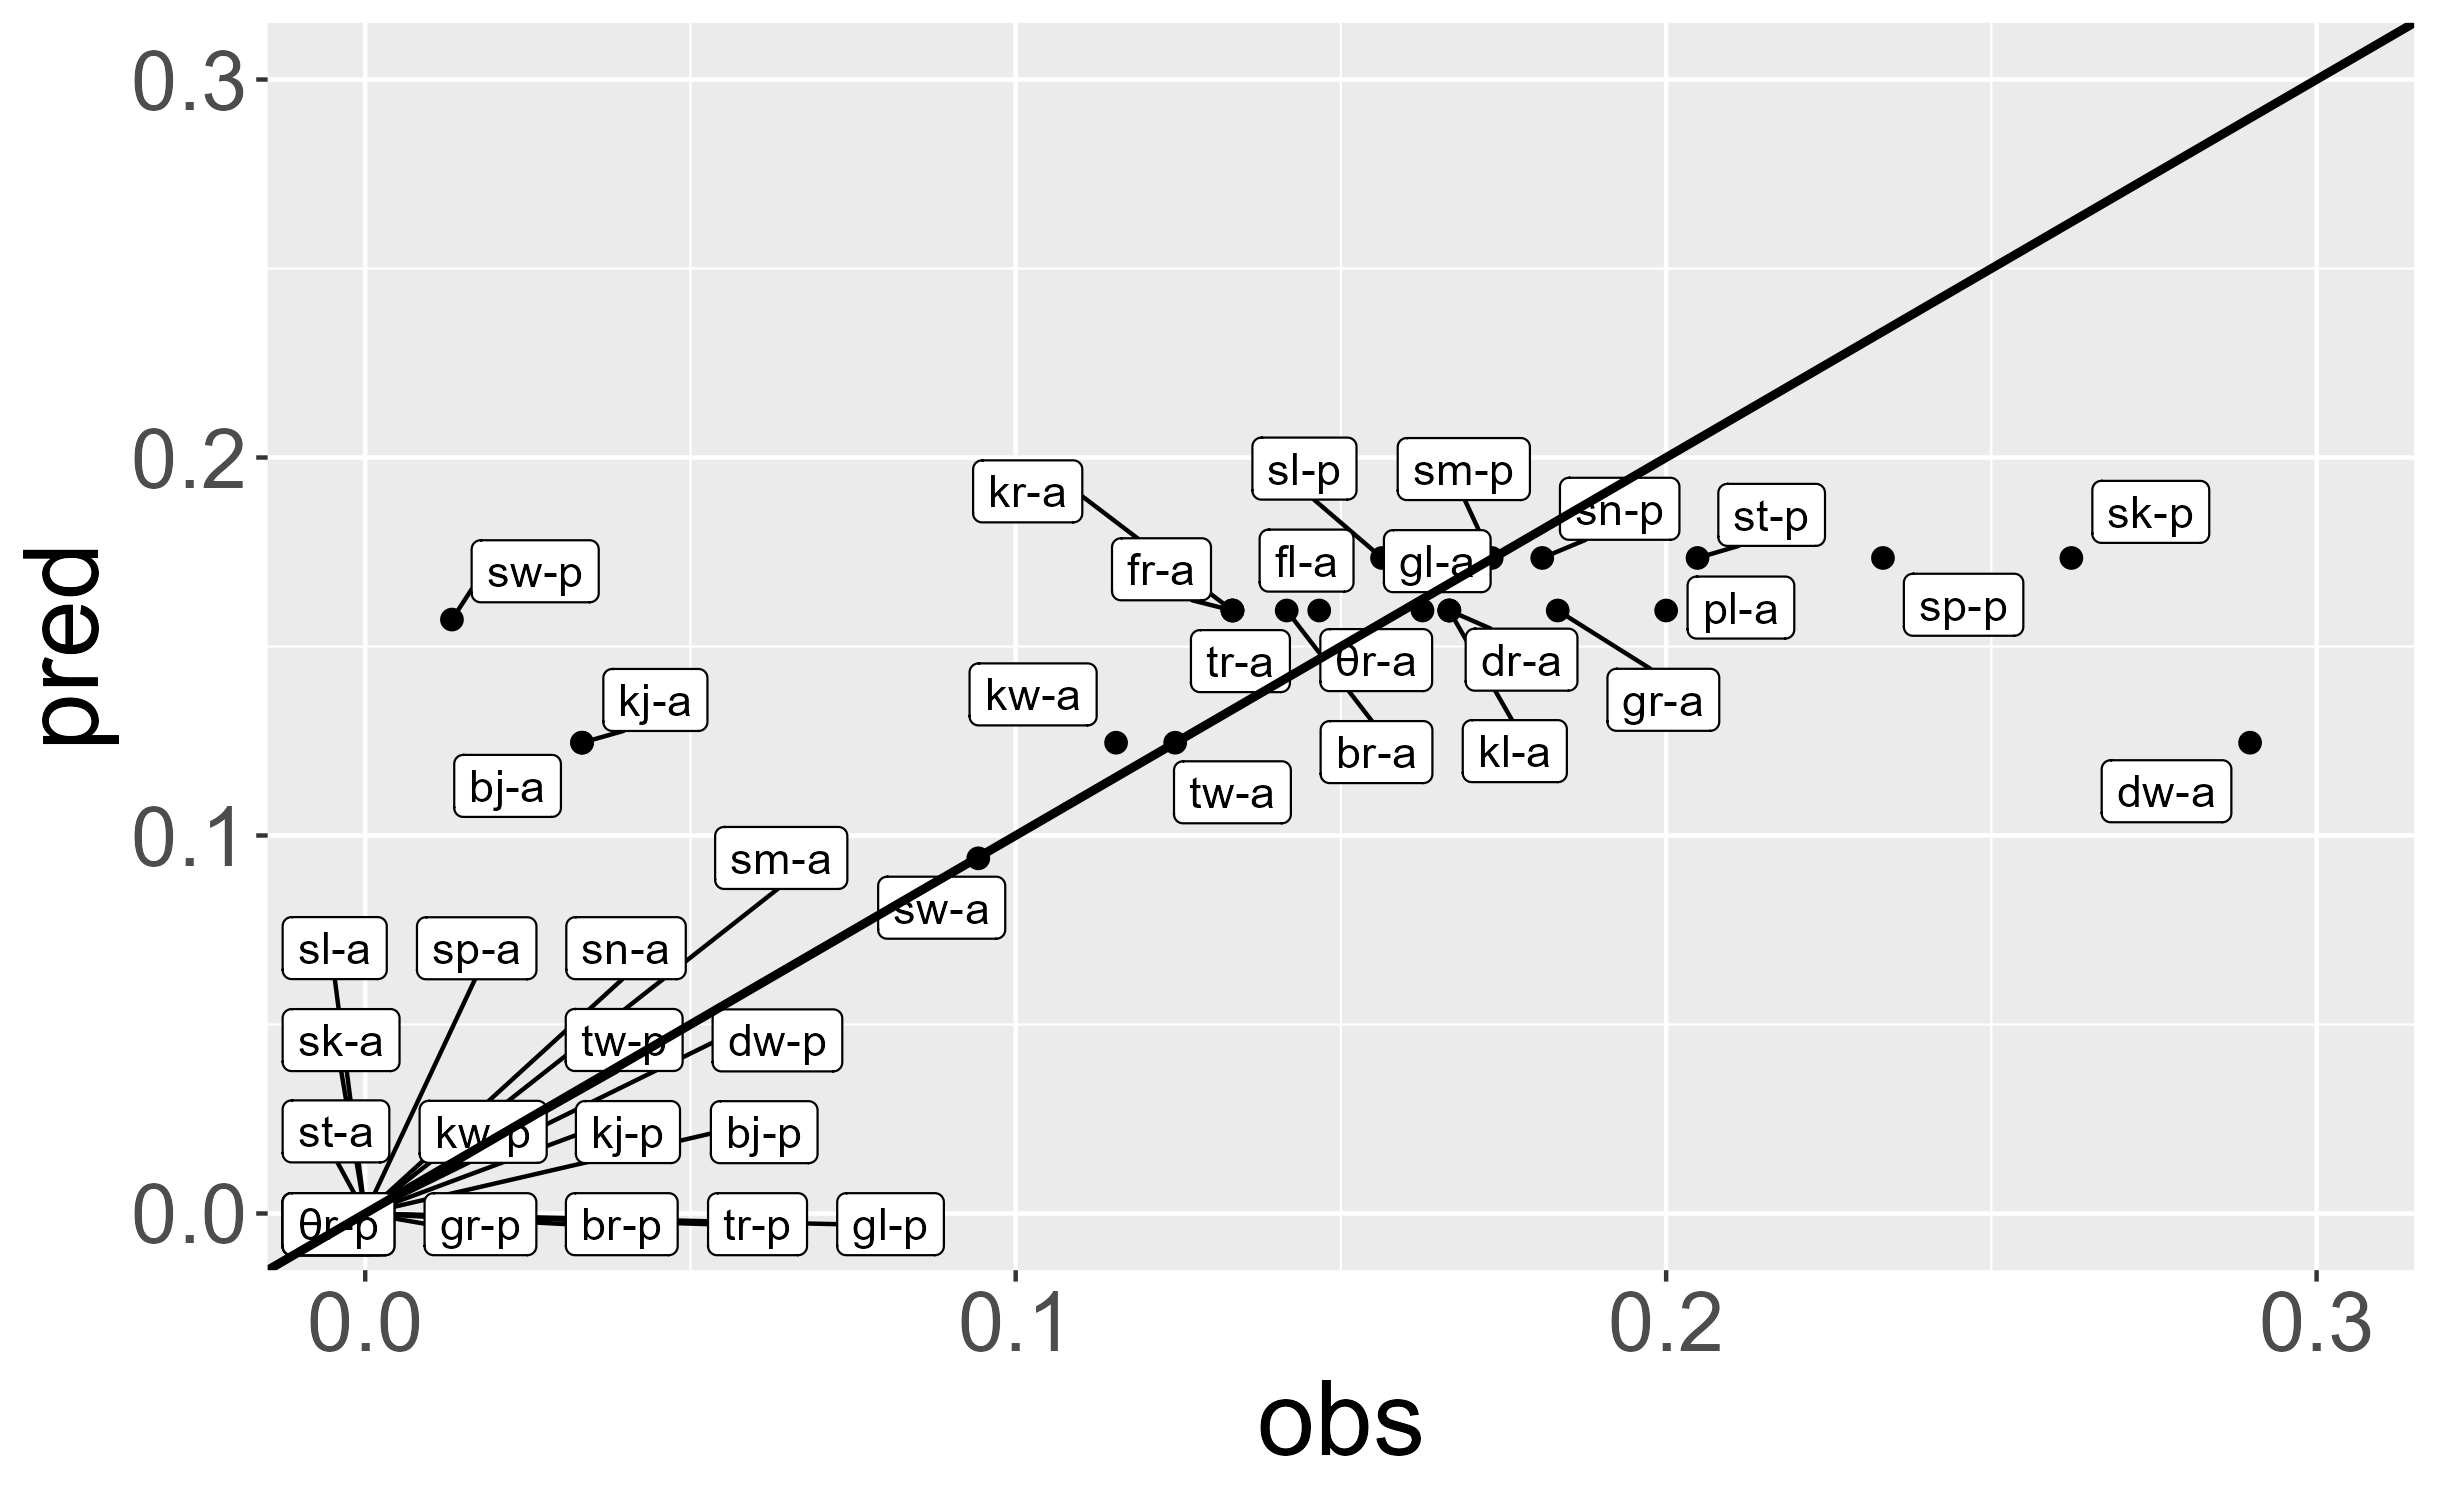 0.3
0.2
0.1
0.0
pred
sl-p
sm-p
kr-a
sn-p
st-p
sk-p
fr-a
fl-a
gl-a
sw-p
pl-a
sp-p
tr-a
θr-a
dr-a
kj-a
kw-a
gr-a
br-a
kl-a
bj-a
tw-a
dw-a
sm-a
sw-a
sl-a
sp-a
sn-a
sk-a
tw-p
dw-p
st-a
kw-p
kj-p
bj-p
θr-p
gr-p
br-p
tr-p
gl-p
0.0
0.1
0.2
0.3
obs